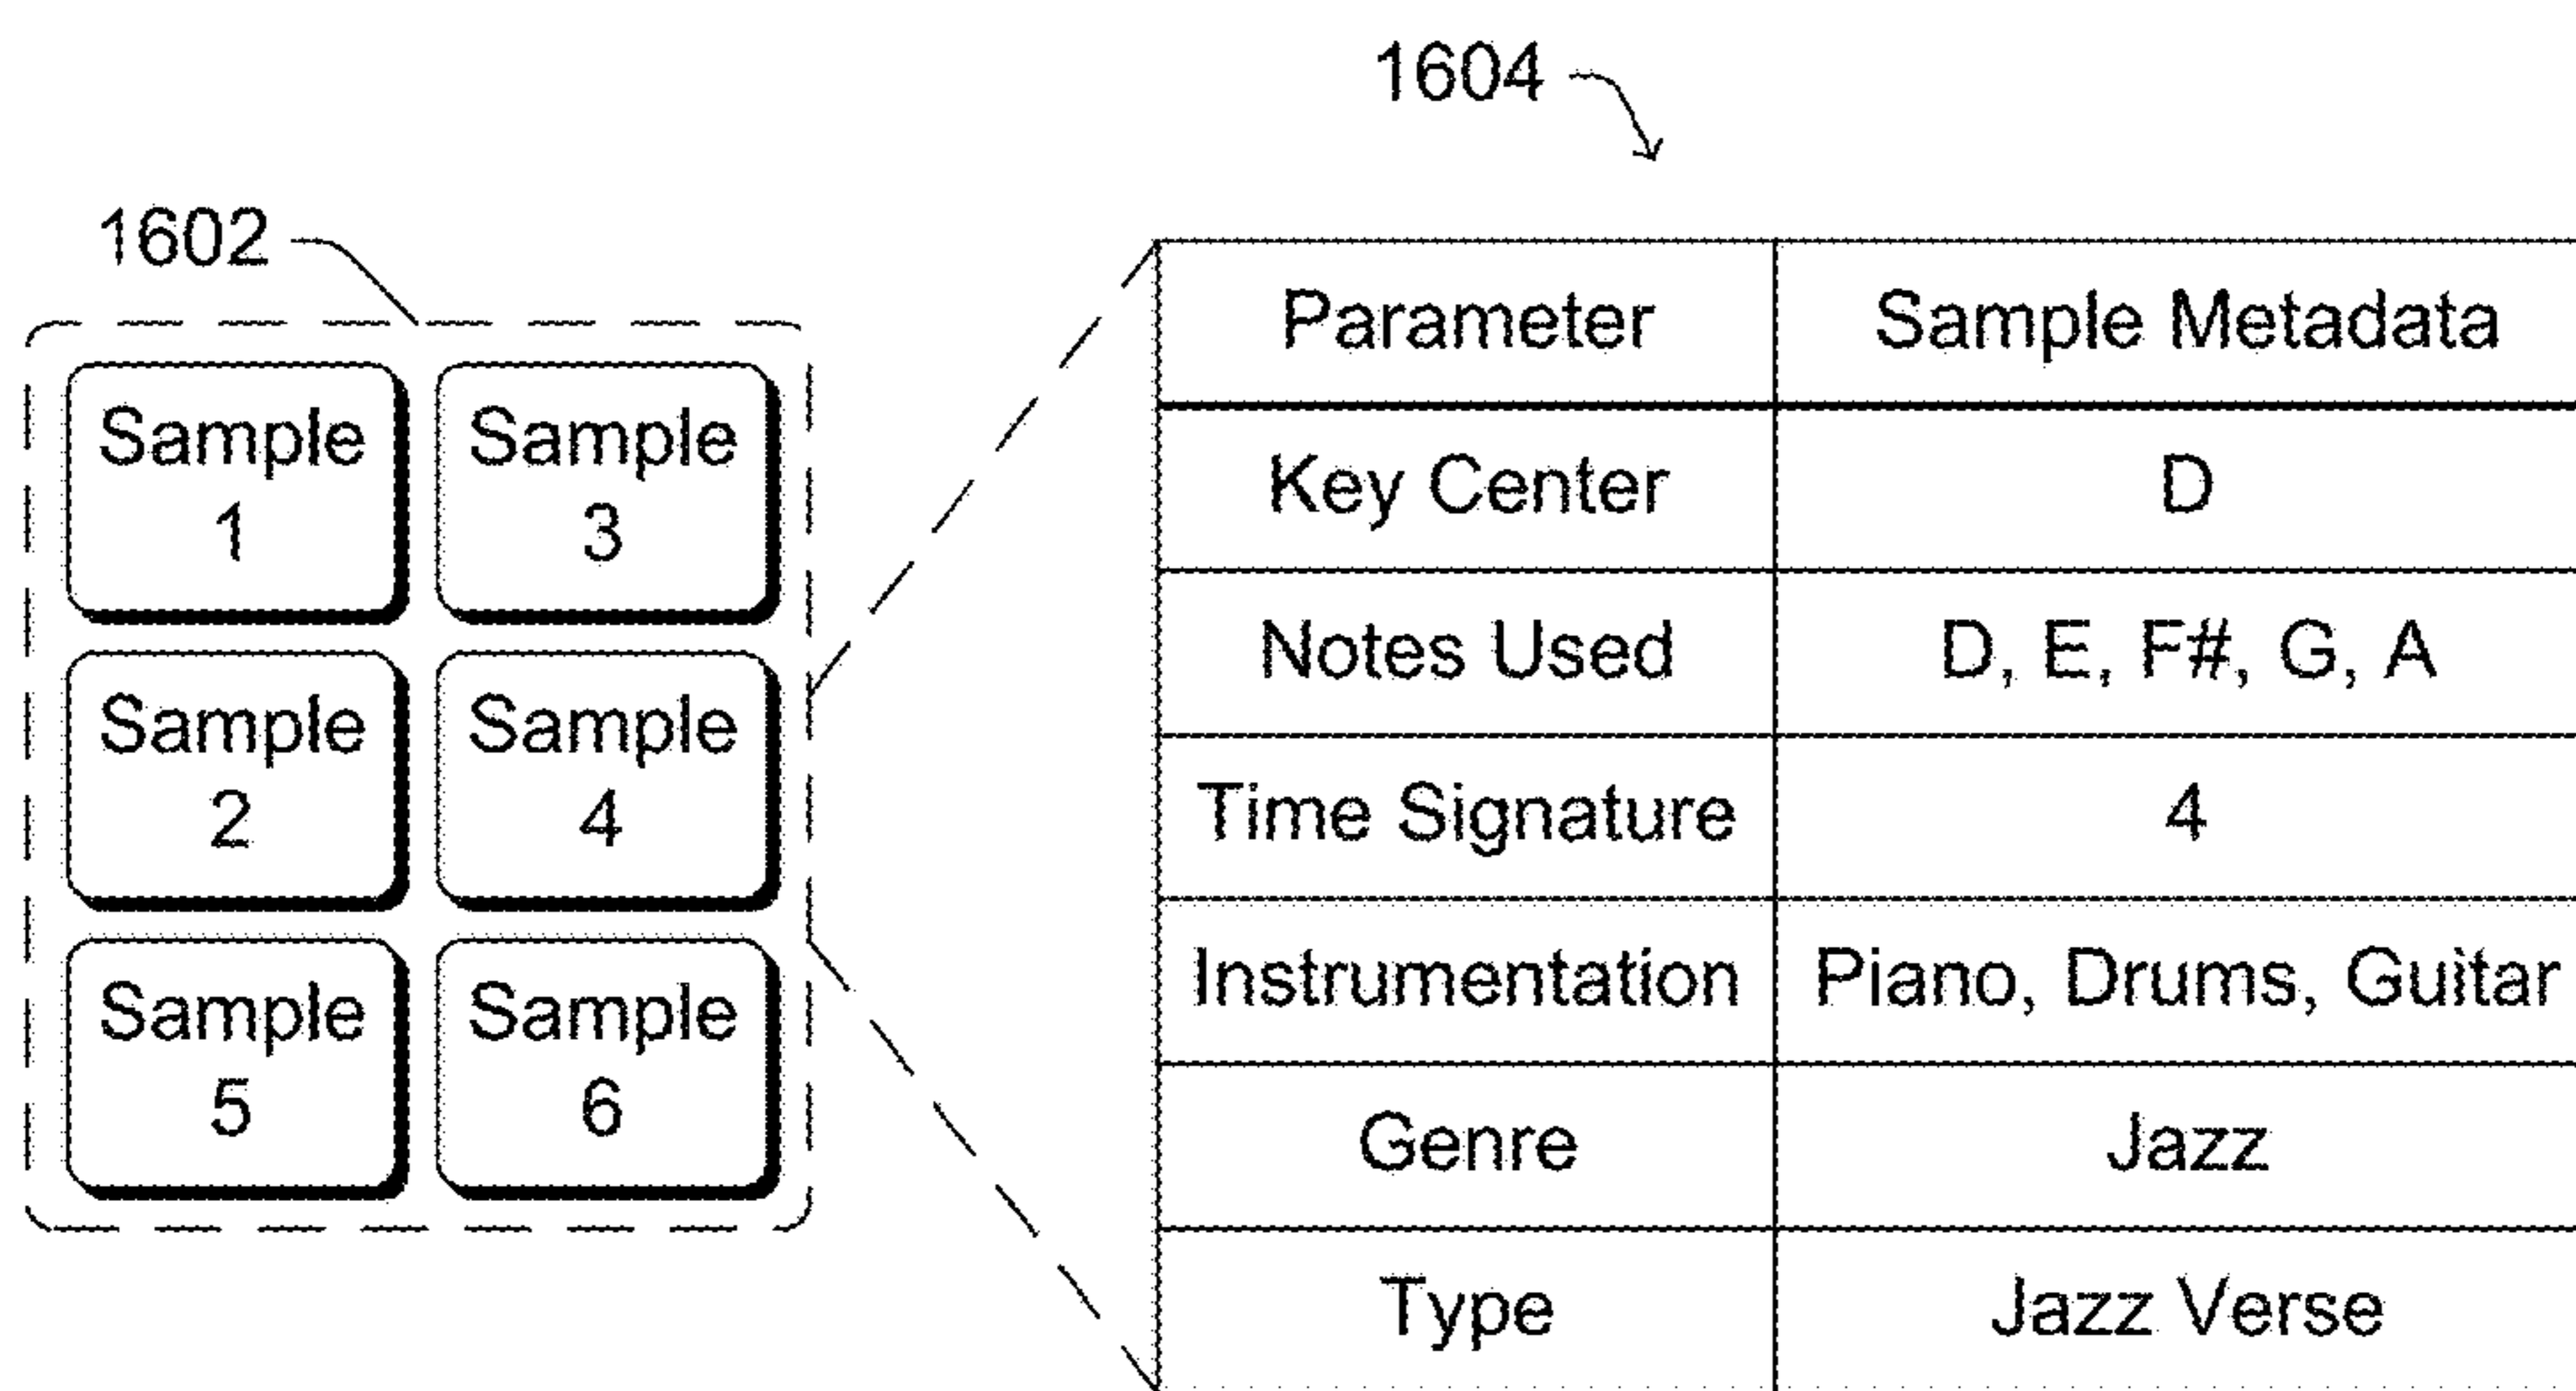 1604
1602
Sample
1
Sample
3
Sample
2
Sample
4
Sample
5
Sample
6
Parameter Sample Metadata
Key Center D
Notes Used D, E, F#, G, A
Time Signature 4
Instrumentation Piano, Drums, Guitar
Genre Jazz
Type Jazz Verse